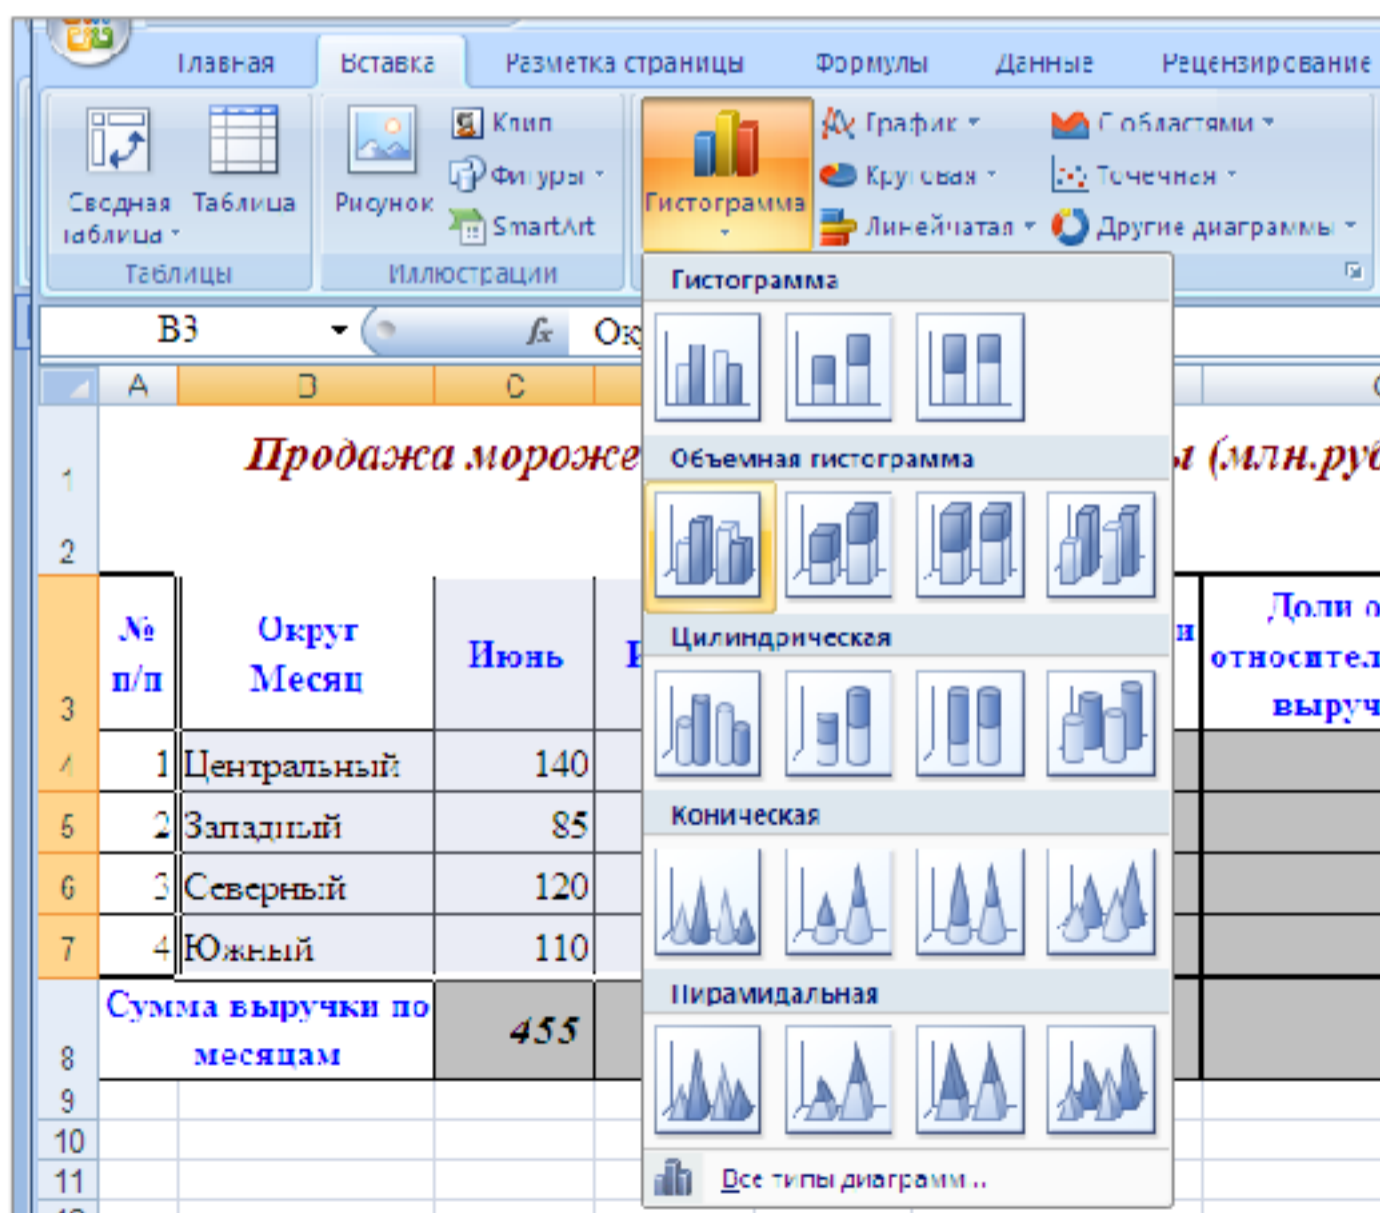 Главная Вставка Разметка страницы Формулы Данные Рецензирование
Сводная таблица
Таблица
Таблицы
Рисунок
Клип
Фигуры
SmartArt
Иллюстрации
Гистограмма
График
Круговая
Линейчатая
С областями
Точечная
Другие диаграммы
B3 fx Ок
A B C
Гистограмма
Объемная гистограмма
Цилиндрическая
Коническая
Пирамидальная
Все типы диаграмм...
1 Продажа мороже (млн.руб
2
3 № п/п Округ Месяц Июнь
Доли о
относител
выруч
4 1 Центральный 140
5 2 Западный 85
6 3 Северный 120
7 4 Южный 110
8 Сумма выручки по месяцам 455
9
10
11